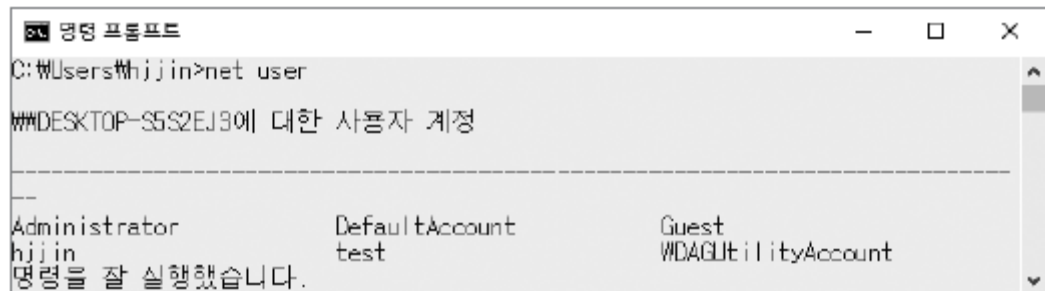 명령 프롬프트
C:₩Users₩hjjin>net user
₩₩DESKTOP-S5S2EJ3에 대한 사용자 계정
-------------------------------------------------------------------------------
Administrator DefaultAccount Guest
hjjin test WDAGUtilityAccount
명령을 잘 실행했습니다.